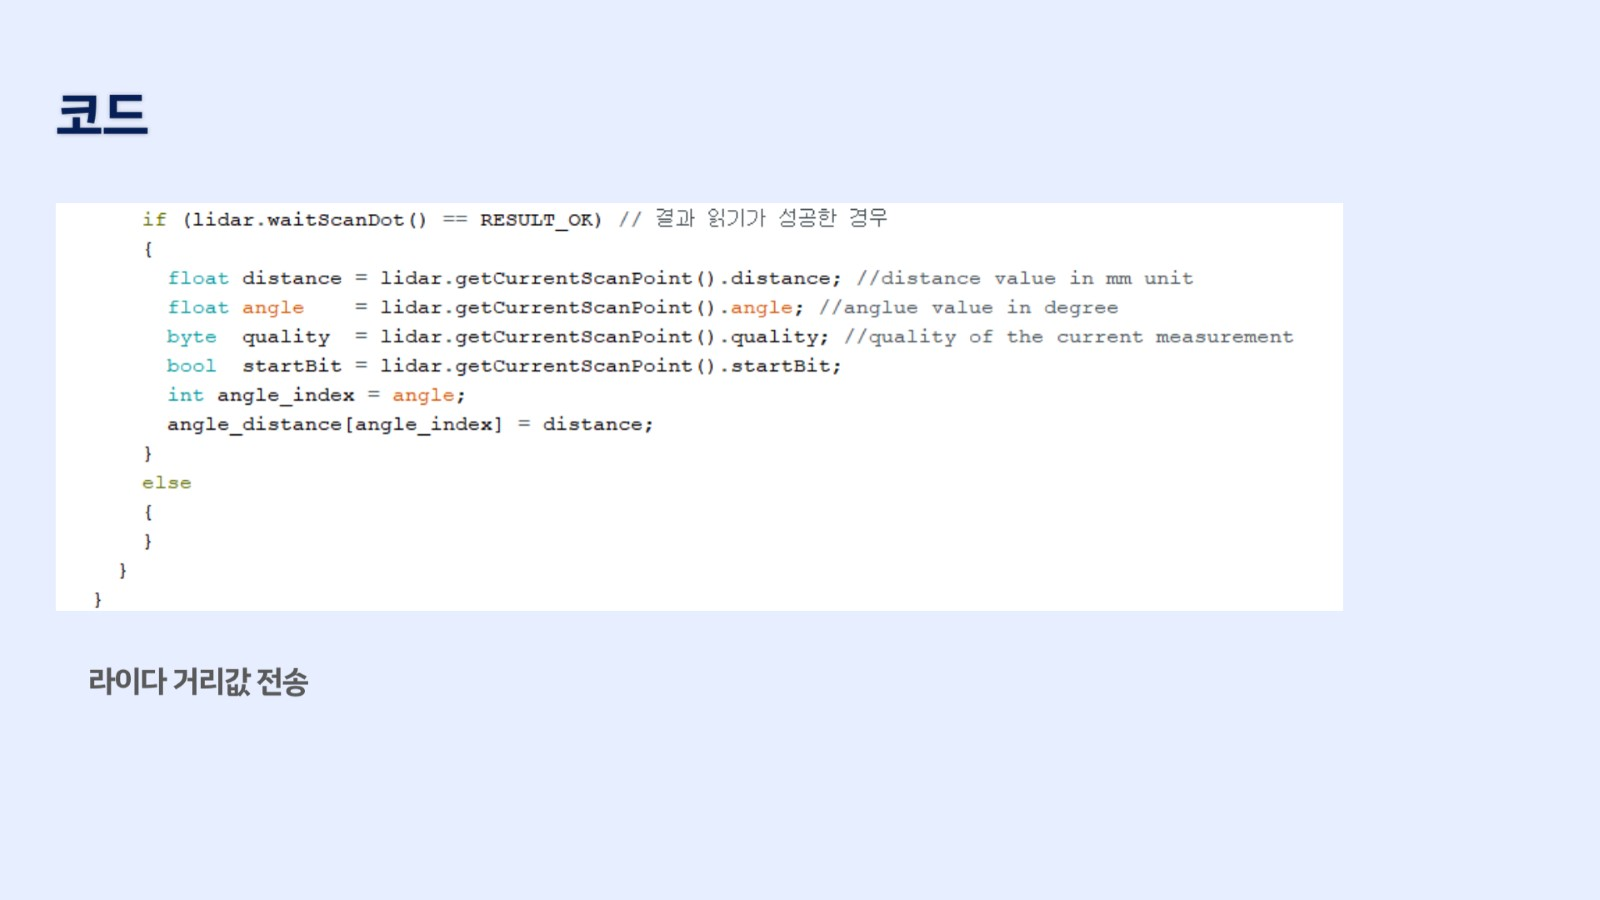 코드
if (lidar.waitScanDot() == RESULT_OK) // 결과 읽기가 성공한 경우
{
float distance = lidar.getCurrentScanPoint().distance; //distance value in mm unit
float angle    = lidar.getCurrentScanPoint().angle; //anglue value in degree
byte  quality  = lidar.getCurrentScanPoint().quality; //quality of the current measurement
bool  startBit = lidar.getCurrentScanPoint().startBit;
int angle_index = angle;
angle_distance[angle_index] = distance;
}
else
{
}
}
}
라이다 거리값 전송